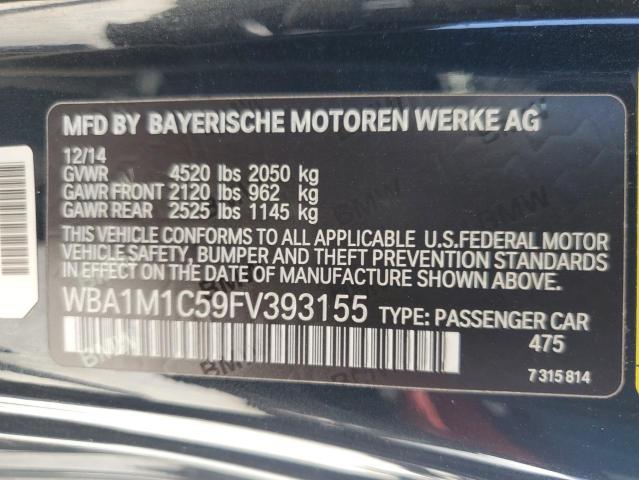 MFD BY BAYERISCHE MOTOREN WERKE AG
12/14
GVWR 4520 lbs 2050 kg
GAWR FRONT 2120 lbs 962 kg
GAWR REAR 2525 lbs 1145 kg
THIS VEHICLE CONFORMS TO ALL APPLICABLE U.S.FEDERAL MOTOR
VEHICLE SAFETY, BUMPER AND THEFT PREVENTION STANDARDS
IN EFFECT ON THE DATE OF MANUFACTURE SHOWN ABOVE.
WBA1M1C59FV393155 TYPE: PASSENGER CAR
475
7 315 814